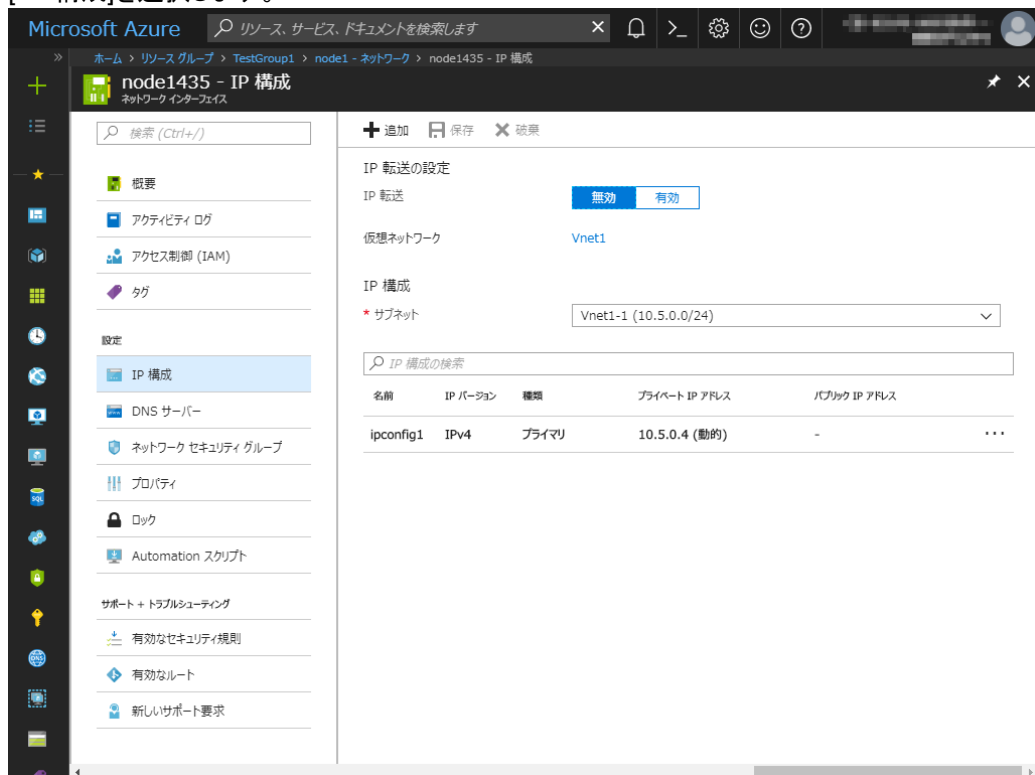 構成]を選択します。
Microsoft Azure
リソース、サービス、ドキュメントを検索します
ホーム > リソース グループ > TestGroup1 > node1 - ネットワーク > node1435 - IP 構成
node1435 - IP 構成
ネットワーク インターフェイス
検索 (Ctrl+/)
概要
アクティビティ ログ
アクセス制御 (IAM)
タグ
設定
IP 構成
DNS サーバー
ネットワーク セキュリティ グループ
プロパティ
ロック
Automation スクリプト
サポート + トラブルシューティング
有効なセキュリティ規則
有効なルート
新しいサポート要求
追加 保存 破棄
IP 転送の設定
IP 転送 無効 有効
仮想ネットワーク Vnet1
IP 構成
* サブネット Vnet1-1 (10.5.0.0/24)
IP 構成の検索
名前 IP バージョン 種類 プライベート IP アドレス パブリック IP アドレス
ipconfig1 IPv4 プライマリ 10.5.0.4 (動的) - ...